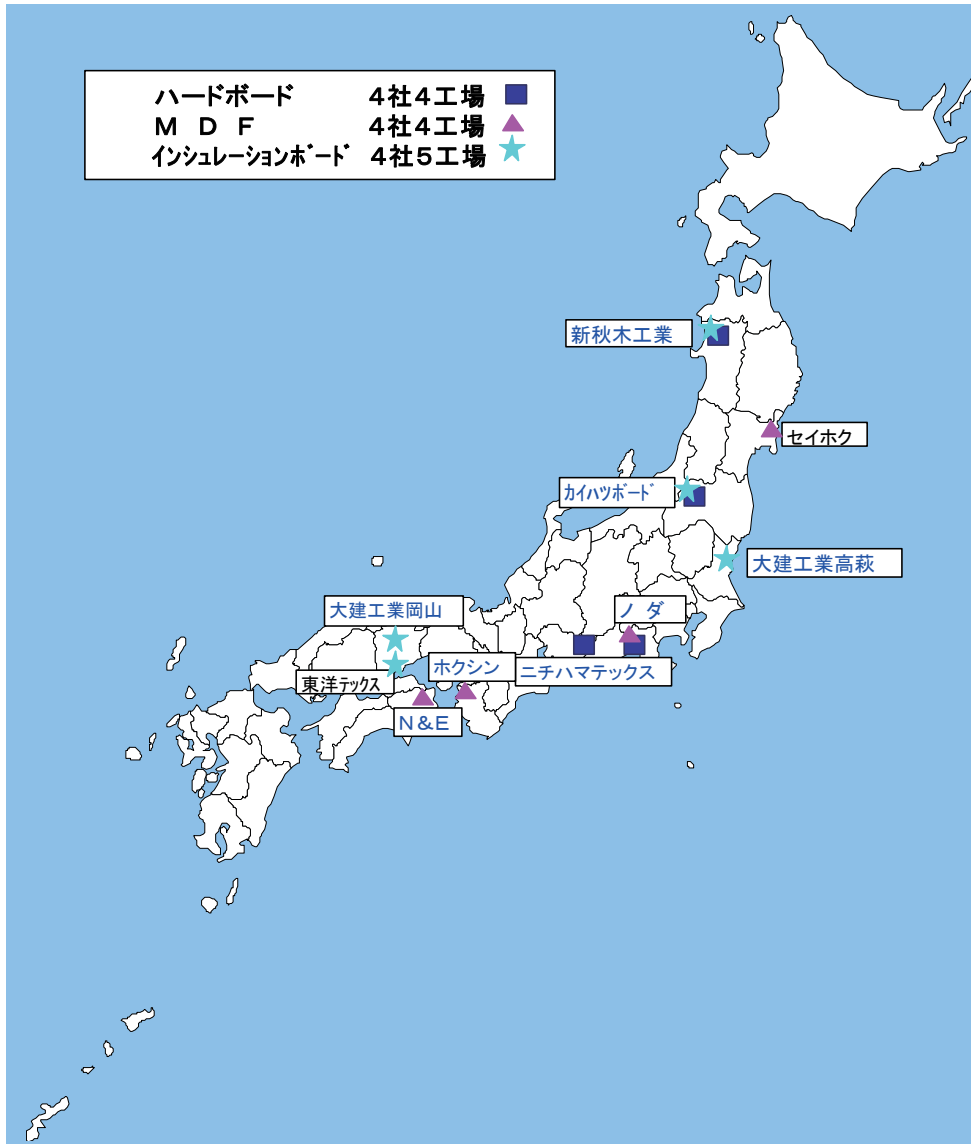 ハードボード 4社4工場
M D F 4社4工場
インシュレーションボード 4社5工場
新秋木工業
セイホク
カイハツボード
大建工業高萩
大建工業岡山
ノ ダ
ホクシン
ニチハマテックス
東洋テックス
N&E